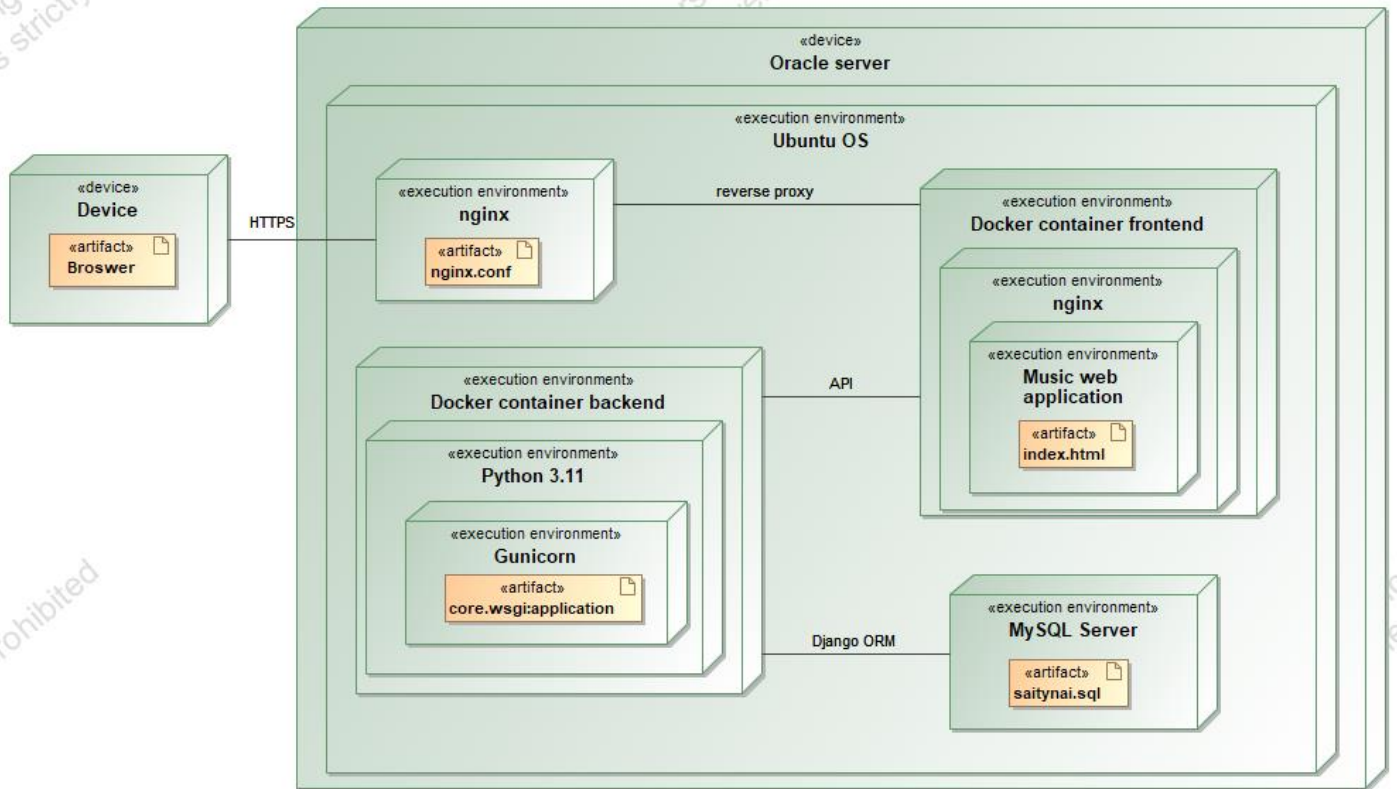 «device»
Oracle server
«execution environment»
Ubuntu OS
«device»
Device
«artifact»
Broswer
HTTPS
«execution environment»
nginx
«artifact»
nginx.conf
reverse proxy
«execution environment»
Docker container frontend
«execution environment»
nginx
«execution environment»
Music web
application
«artifact»
index.html
API
«execution environment»
Docker container backend
«execution environment»
Python 3.11
«execution environment»
Gunicorn
«artifact»
core.wsgi:application
Django ORM
«execution environment»
MySQL Server
«artifact»
saitynai.sql